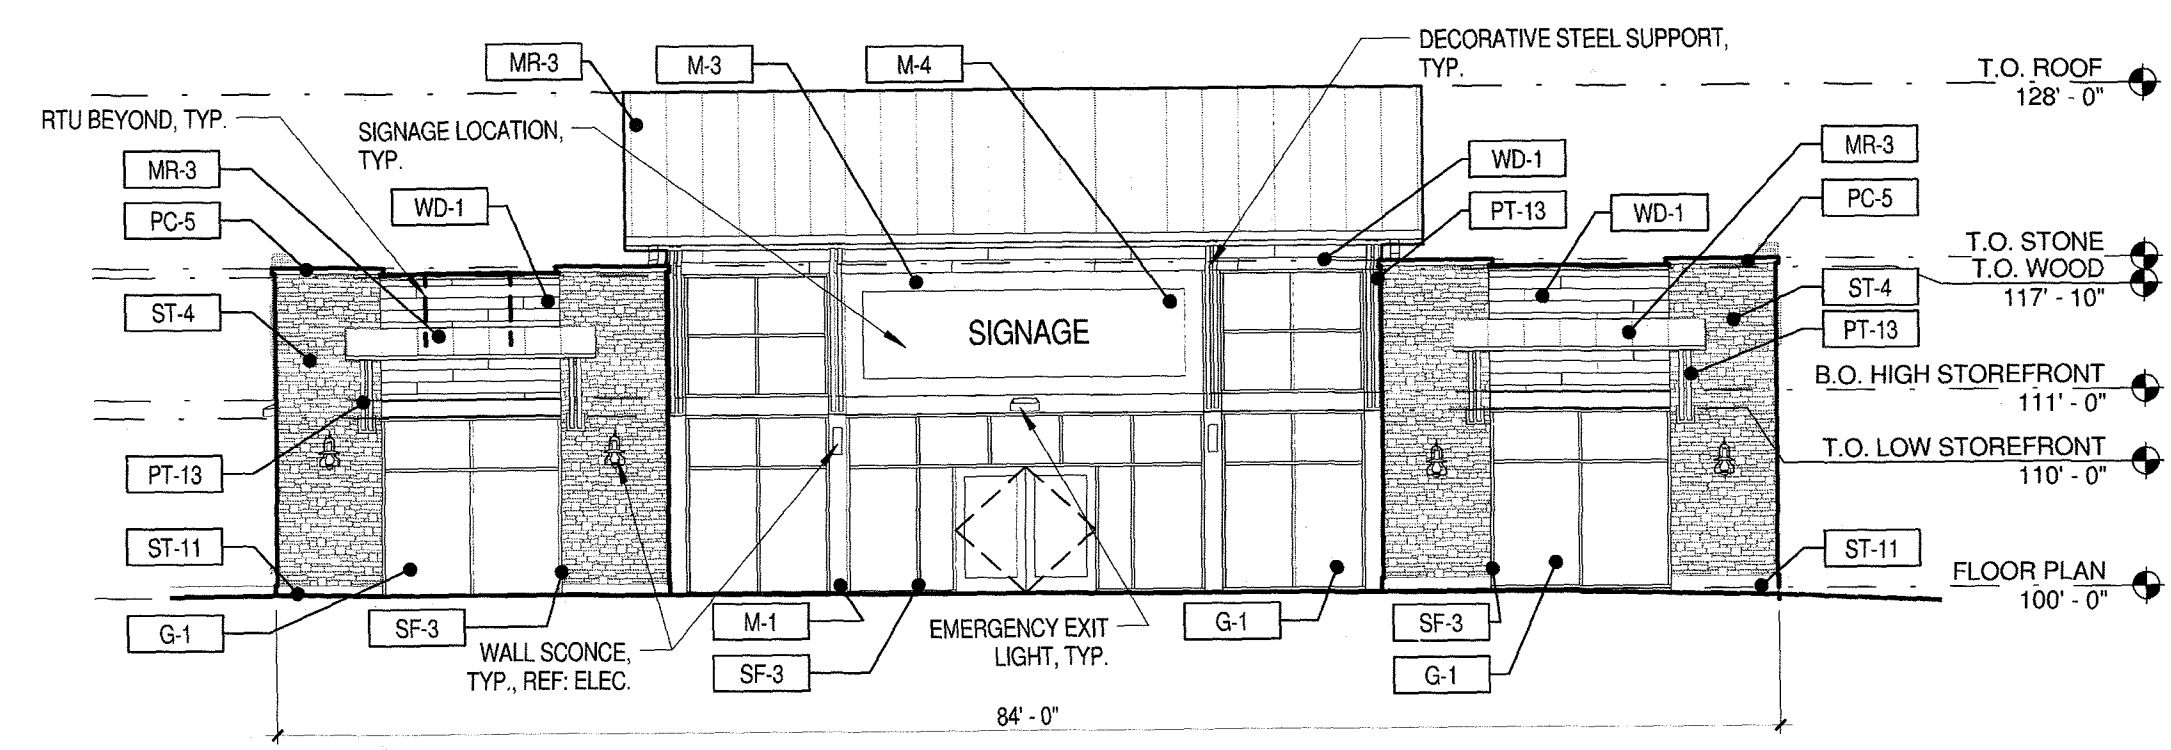 DECORATIVE STEEL SUPPORT,
TYP.
MR-3
M-3
M-4
T.O. ROOF
128' - 0"
RTU BEYOND, TYP.
SIGNAGE LOCATION,
TYP.
MR-3
WD-1
MR-3
PC-5
WD-1
PT-13
WD-1
PC-5
T.O. STONE
T.O. WOOD
117' - 10"
ST-4
SIGNAGE
ST-4
PT-13
B.O. HIGH STOREFRONT
111' - 0"
T.O. LOW STOREFRONT
110' - 0"
PT-13
ST-11
ST-11
FLOOR PLAN
100' - 0"
G-1
SF-3
M-1
EMERGENCY EXIT
LIGHT, TYP.
G-1
SF-3
WALL SCONCE,
TYP., REF: ELEC.
SF-3
G-1
84' - 0"